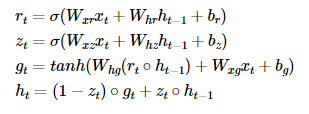 r_t = σ(W_{xr}x_t + W_{hr}h_{t−1} + b_r)
z_t = σ(W_{xz}x_t + W_{hz}h_{t−1} + b_z)
g_t = tanh(W_{hg}(r_t ∘ h_{t−1}) + W_{xg}x_t + b_g)
h_t = (1 − z_t) ∘ g_t + z_t ∘ h_{t−1}